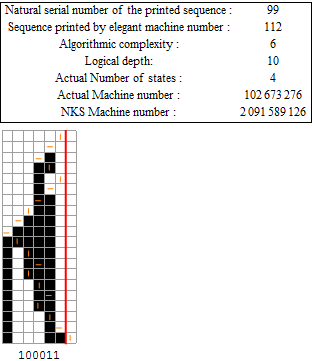 Natural serial number of the printed sequence : 99
Sequence printed by elegant machine number : 112
Algorithmic complexity : 6
Logical depth: 10
Actual Number of states : 4
Actual Machine number : 102 673 276
NKS Machine number : 2 091 589 126
100011